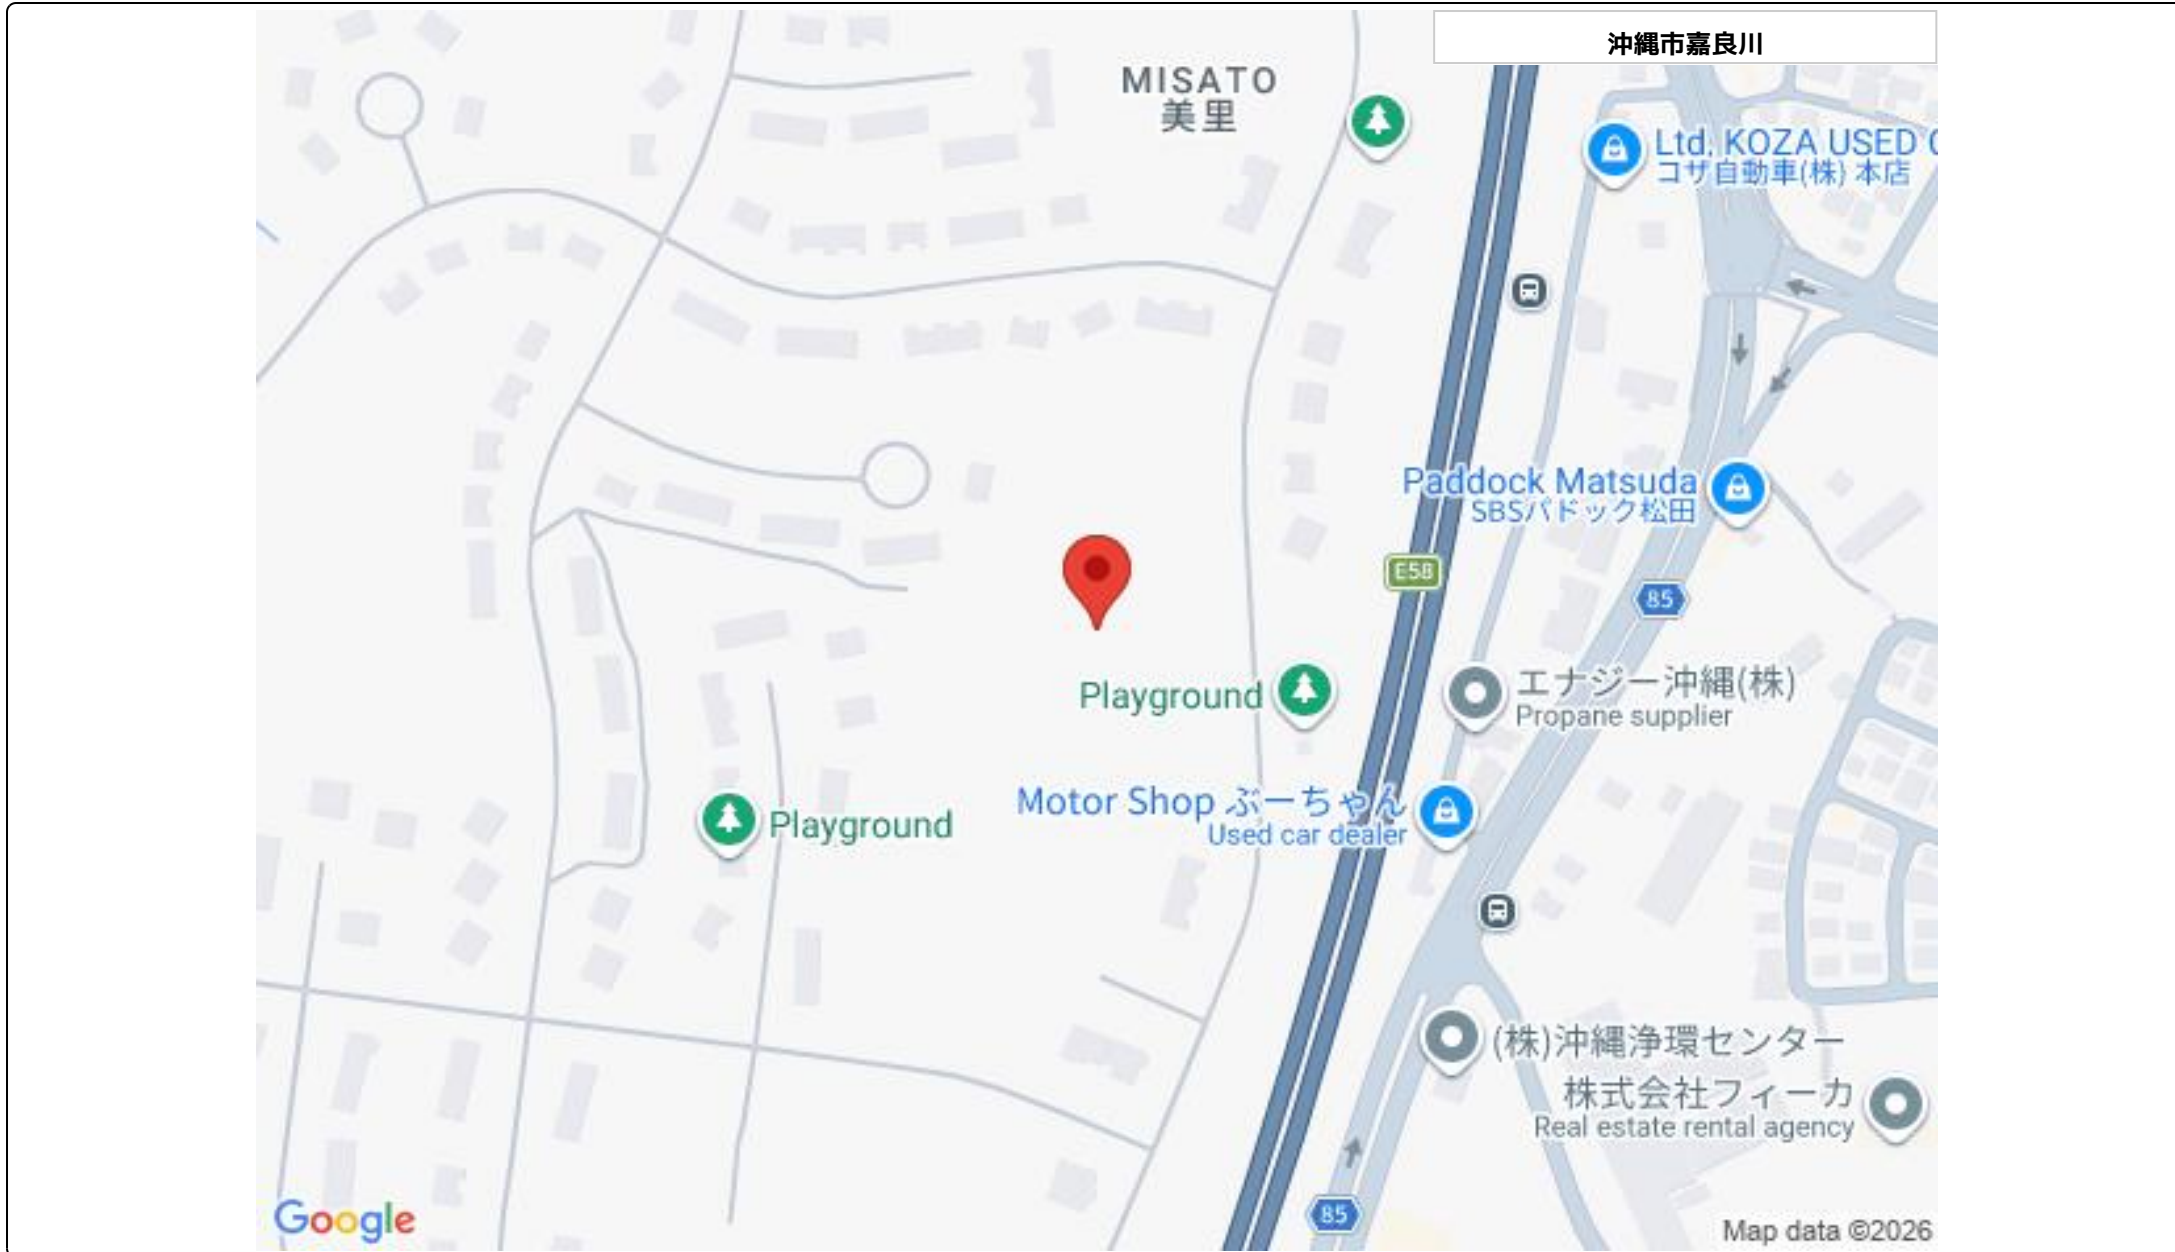 沖縄市嘉良川
MISATO
美里
Ltd, KOZA USED C
コザ自動車(株) 本店
Paddock Matsuda
SBSパドック松田
E58
85
Playground
エナジー沖縄(株)
Propane supplier
Motor Shop ぶーちゃん
Used car dealer
Playground
(株)沖縄浄環センター
株式会社フィーカ
Real estate rental agency
85
Google
Map data ©2026